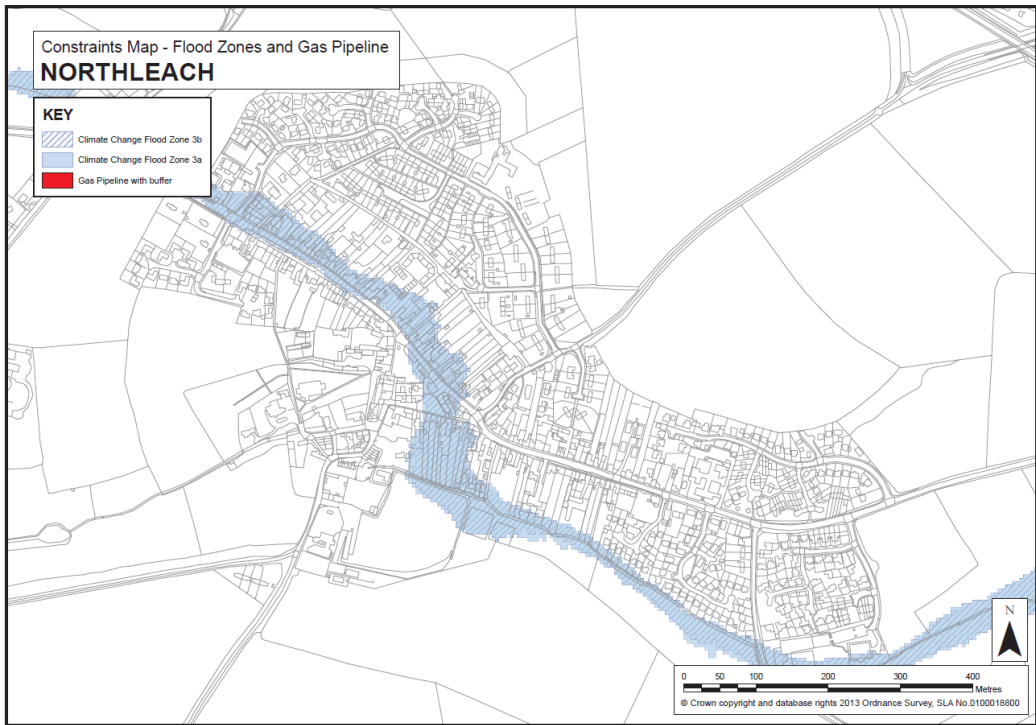 Constraints Map - Flood Zones and Gas Pipeline
NORTHLEACH
KEY
Climate Change Flood Zone 3b
Climate Change Flood Zone 3a
Gas Pipeline with buffer
N
0 50 100 200 300 400
Metres
© Crown copyright and database rights 2013 Ordnance Survey, SLA No.0100018800